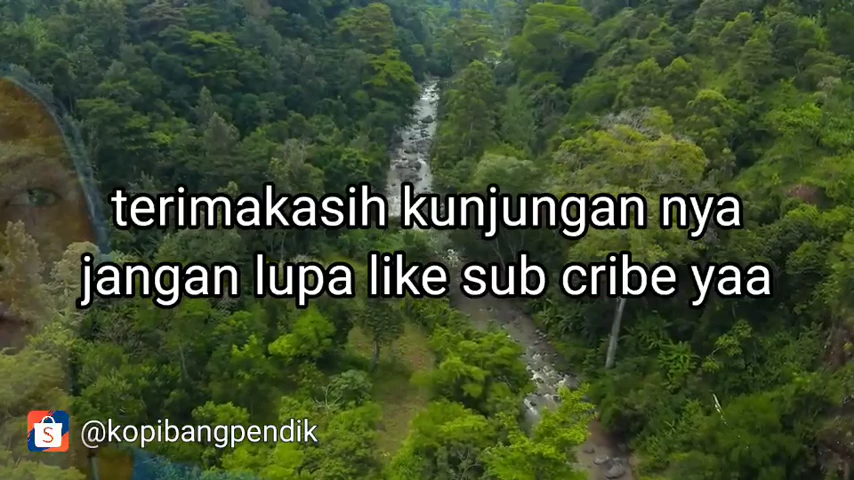 terimakasih kunjungan nya
jangan lupa like sub cribe yaa
@kopibangpendik